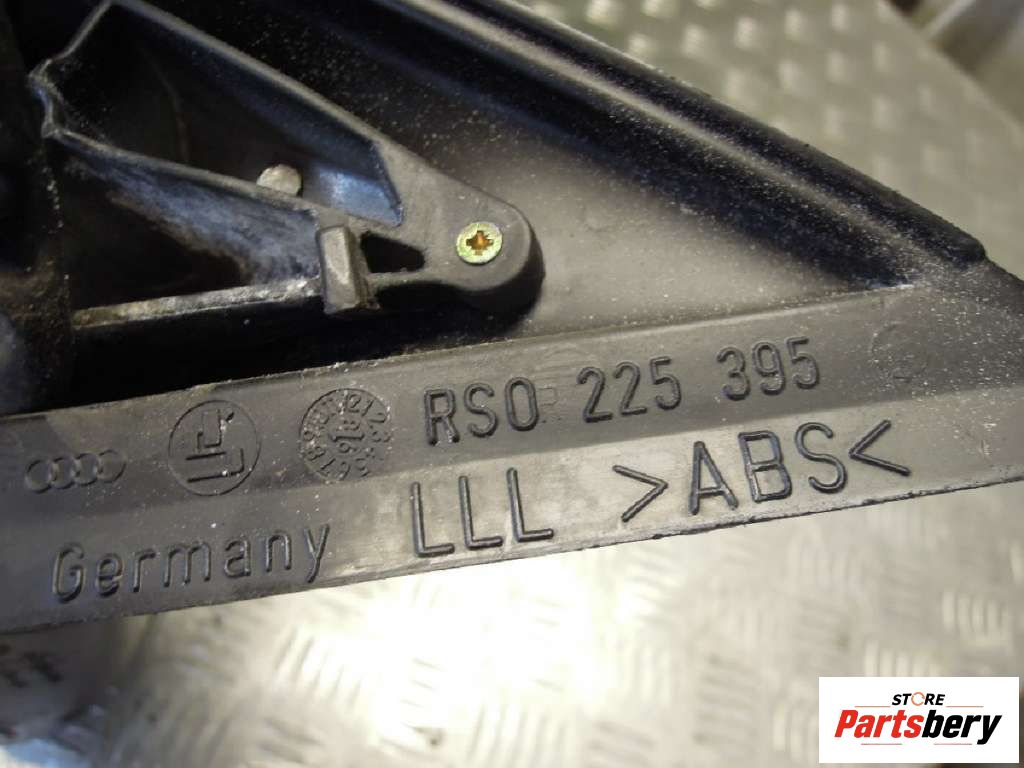 RS0 225 395
LLL >ABS<
Germany
STORE
Partsbery